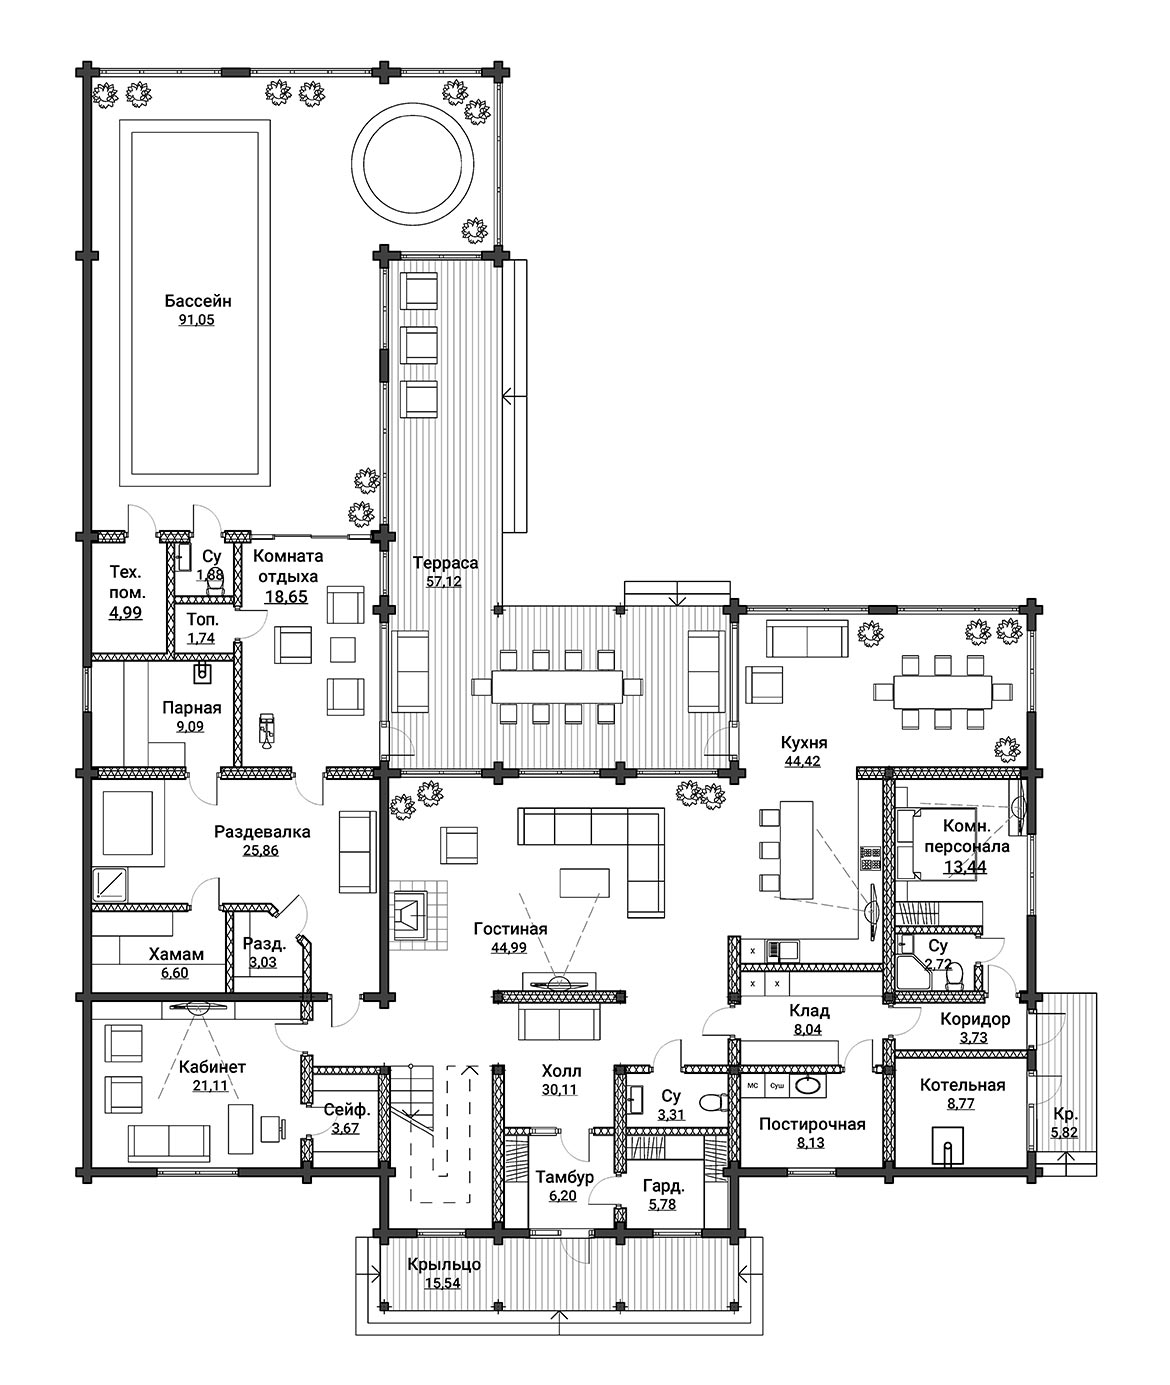 Бассейн
91,05
Терраса
57,12
Су
1,88
Комната
отдыха
18,65
Тех.
пом.
4,99
Топ.
1,74
Парная
9,09
Кухня
44,42
Раздевалка
25,86
Комн.
персонала
13,44
Гостиная
44,99
Хамам
6,60
Разд.
3,03
Су
2,72
х
х х
Клад
8,04
Коридор
3,73
Кабинет
21,11
Холл
30,11
Сейф.
3,67
Су
3,31
МС Суш
Постирочная
8,13
Котельная
8,77
Кр.
5,82
Тамбур
6,20
Гард.
5,78
Крыльцо
15,54